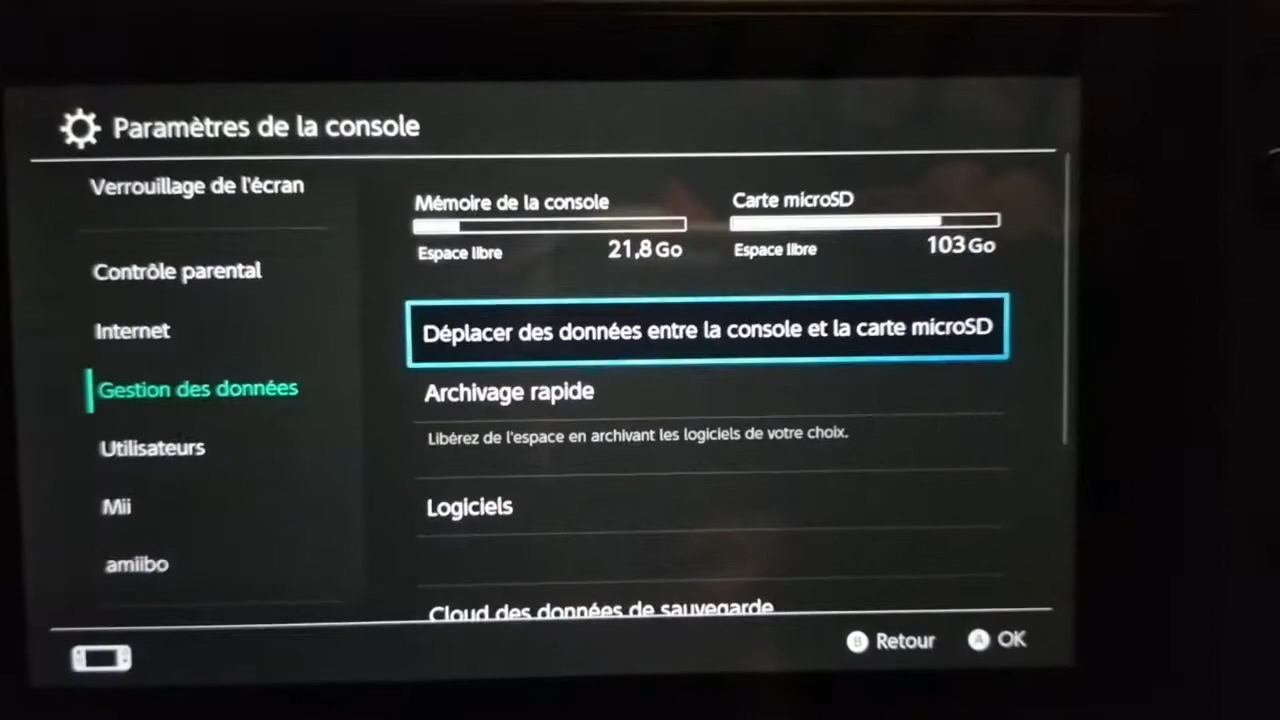 Paramètres de la console
Verrouillage de l'écran
Contrôle parental
Internet
Gestion des données
Utilisateurs
Mii
amiibo
Mémoire de la console
Espace libre 21,8 Go
Carte microSD
Espace libre 103 Go
Déplacer des données entre la console et la carte microSD
Archivage rapide
Libérez de l'espace en archivant les logiciels de votre choix.
Logiciels
Cloud des données de sauvegarde
B Retour A OK